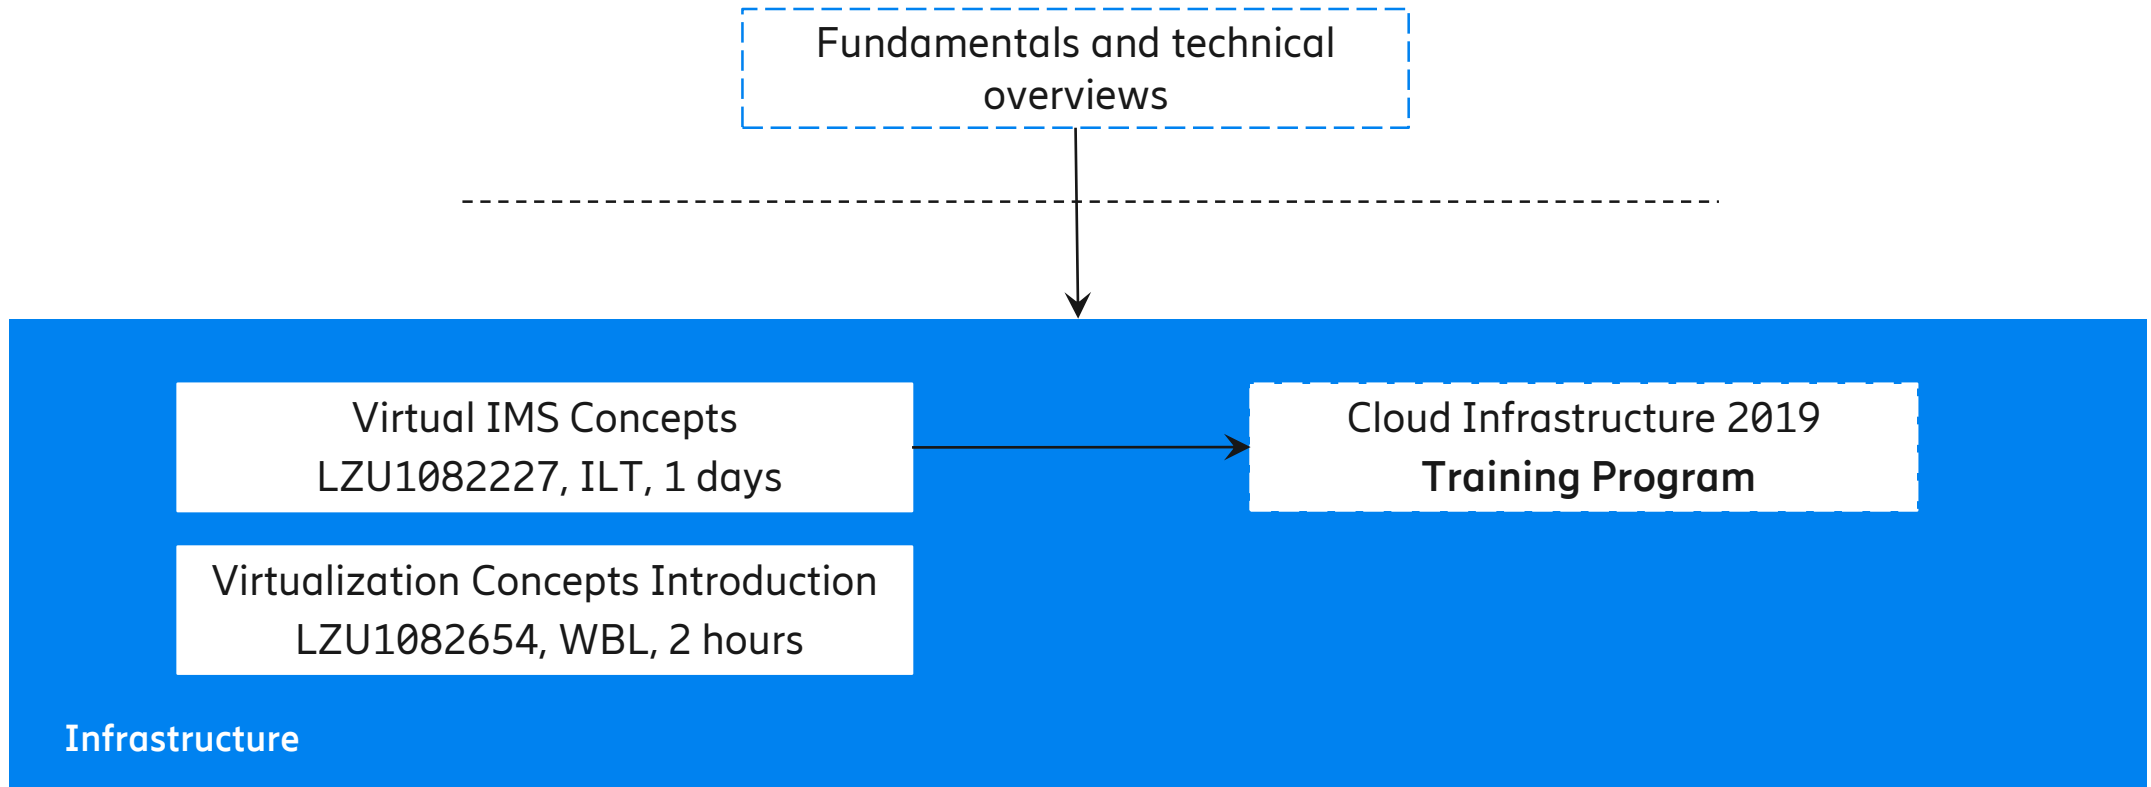 Fundamentals and technical
overviews
Virtual IMS Concepts
LZU1082227, ILT, 1 days
Cloud Infrastructure 2019
Training Program
Virtualization Concepts Introduction
LZU1082654, WBL, 2 hours
Infrastructure